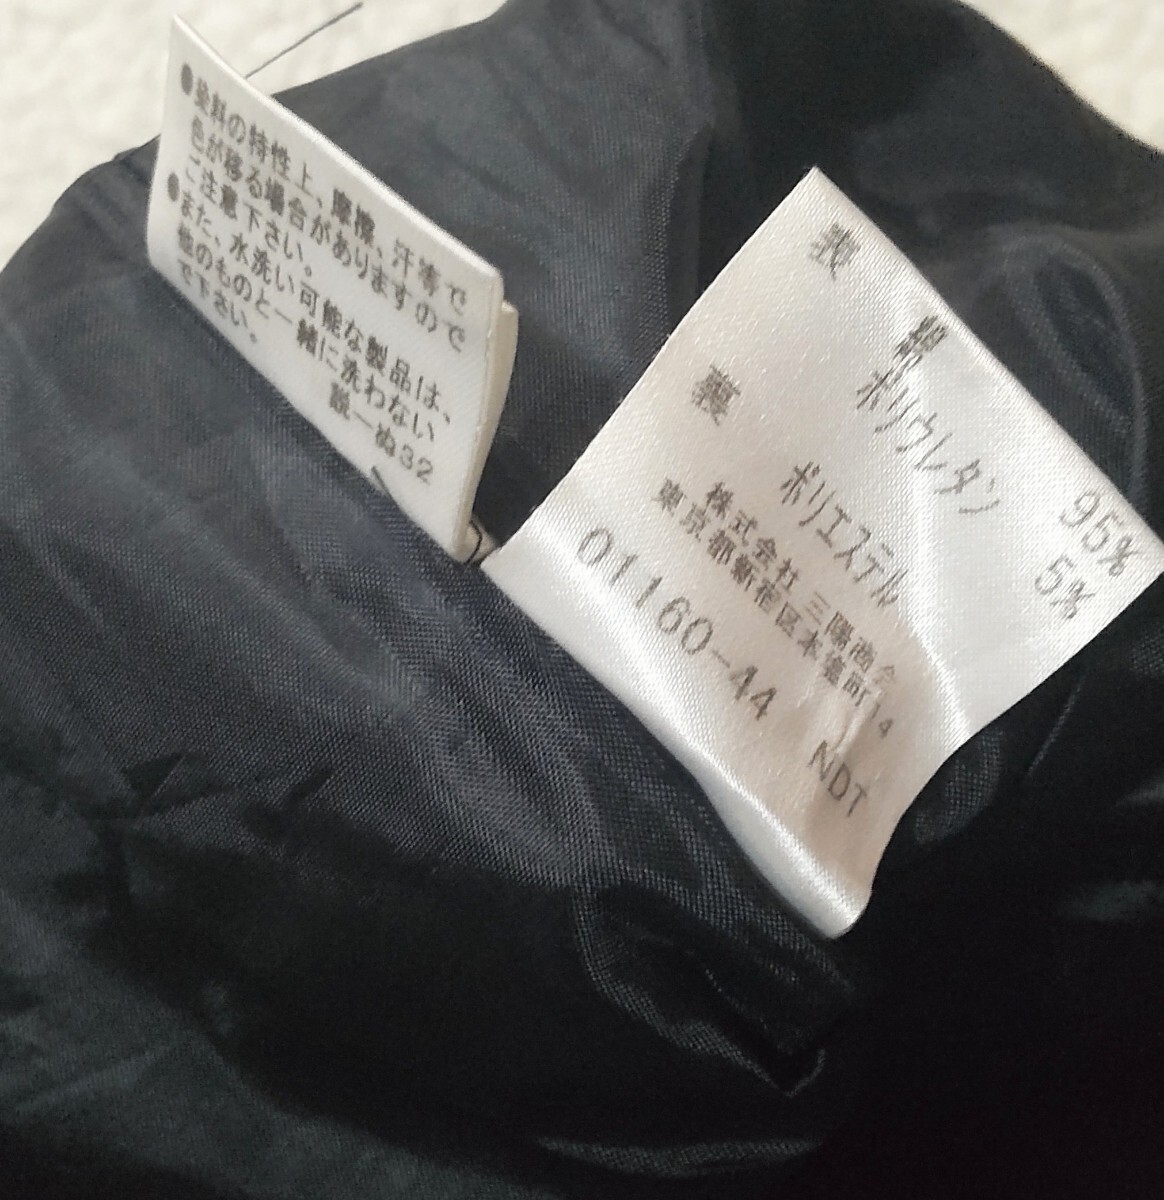 ●染料の特性上、摩擦、汗等で
色が移る場合がありますので
ご注意下さい。
●また、水洗い可能な製品は、
他のものと一緒に洗わない
で下さい。
説ーぬ32
表
95%
ポリウレタン 5%
裏
ポリエステル
株式会社 三陽商会
東京都新宿区本塩町14
01160-44 NDT